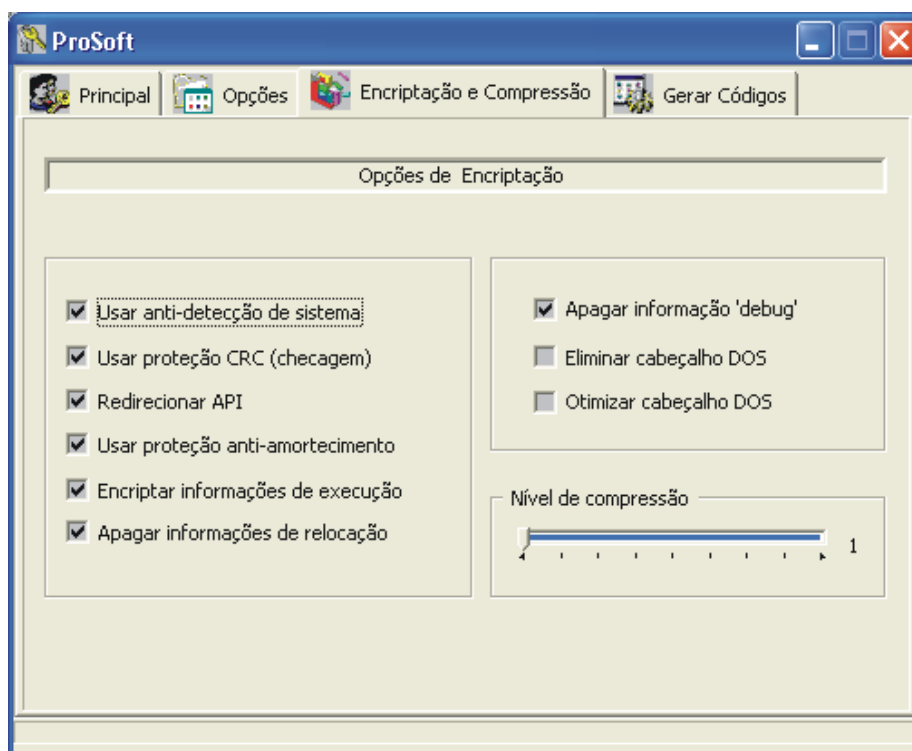 ProSoft
Principal
Opções
Encriptação e Compressão
Gerar Códigos
Opções de Encriptação
Usar anti-detecção de sistema
Usar proteção CRC (checagem)
Redirecionar API
Usar proteção anti-amortecimento
Encriptar informações de execução
Apagar informações de relocação
Apagar informação 'debug'
Eliminar cabeçalho DOS
Otimizar cabeçalho DOS
Nível de compressão
1